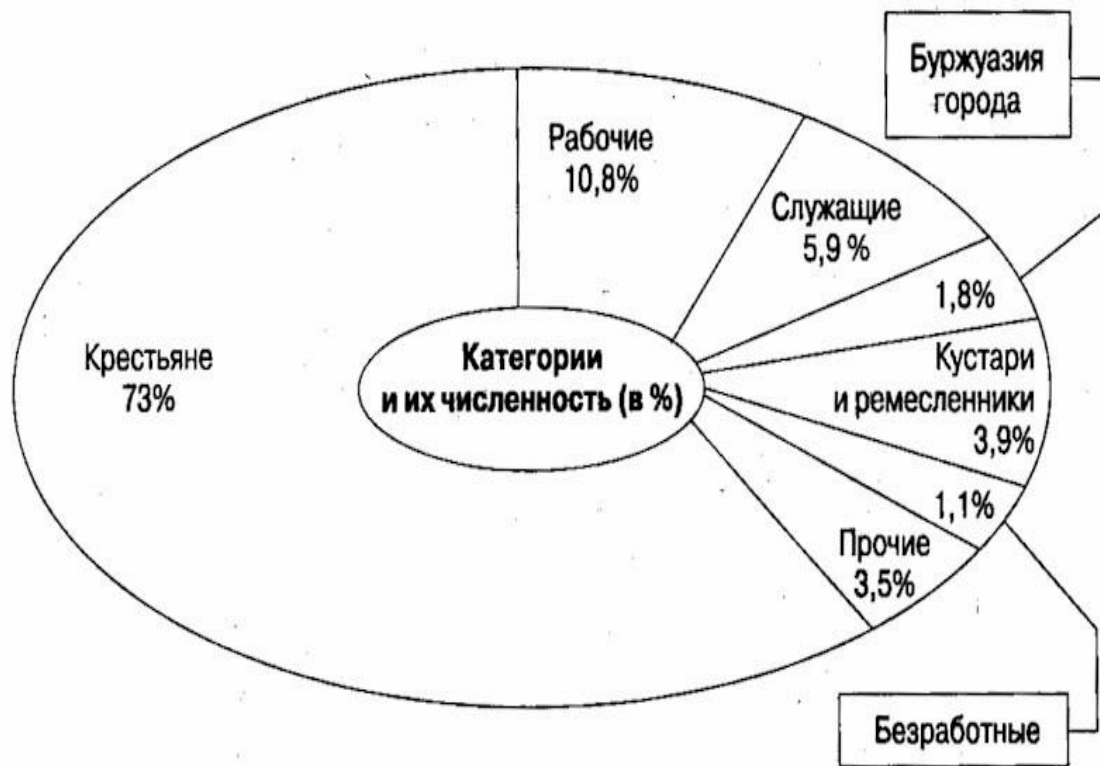 Буржуазия
города
Рабочие
10,8%
Служащие
5,9 %
1,8%
Кустари
и ремесленники
3,9%
1,1%
Прочие
3,5%
Крестьяне
73%
Категории
и их численность (в %)
Безработные